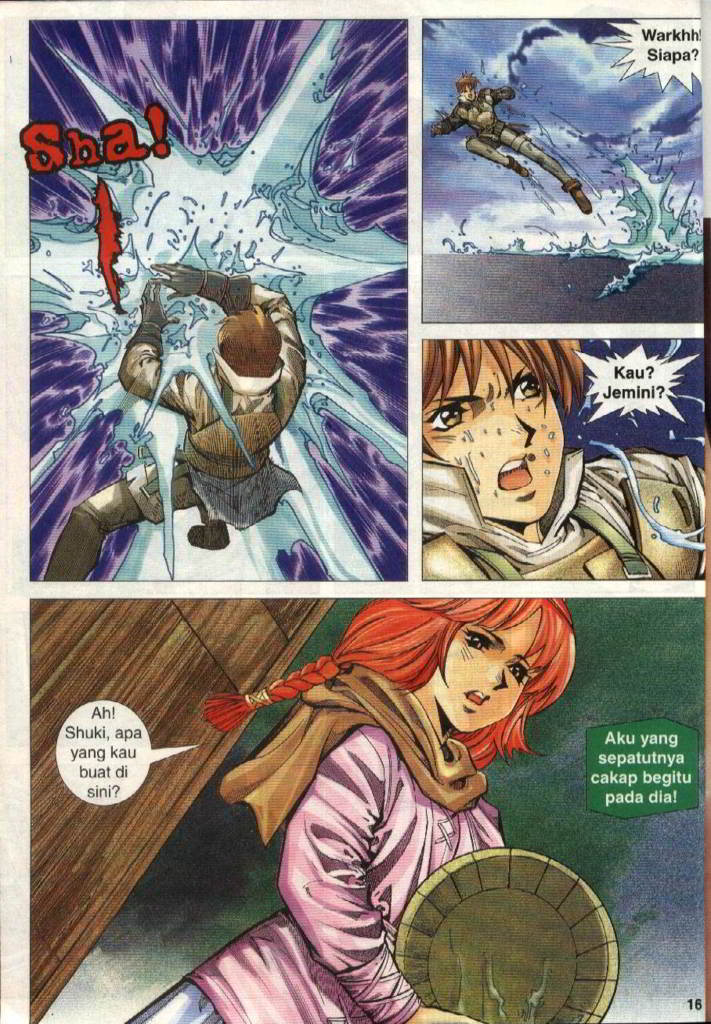 Sha!
Warkhh!
Siapa?
Kau?
Jemini?
Ah!
Shuki, apa
yang kau
buat di
sini?
Aku yang
sepatutnya
cakap begitu
pada dia!
16